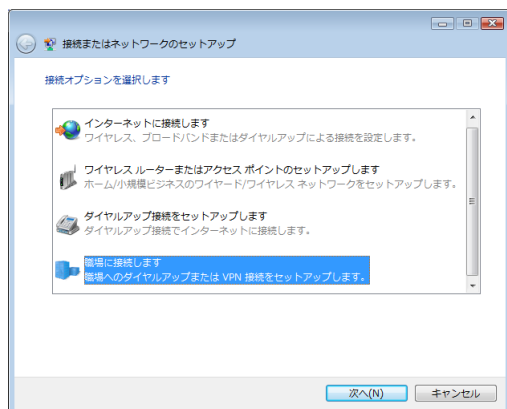 接続またはネットワークのセットアップ
接続オプションを選択します
インターネットに接続します
ワイヤレス、ブロードバンドまたはダイヤルアップによる接続を設定します。
ワイヤレス ルーターまたはアクセス ポイントのセットアップします
ホーム/小規模ビジネスのワイヤード/ワイヤレス ネットワークをセットアップします。
ダイヤルアップ接続をセットアップします
ダイヤルアップ接続でインターネットに接続します。
職場に接続します
職場へのダイヤルアップまたは VPN 接続をセットアップします。
次へ(N)
キャンセル